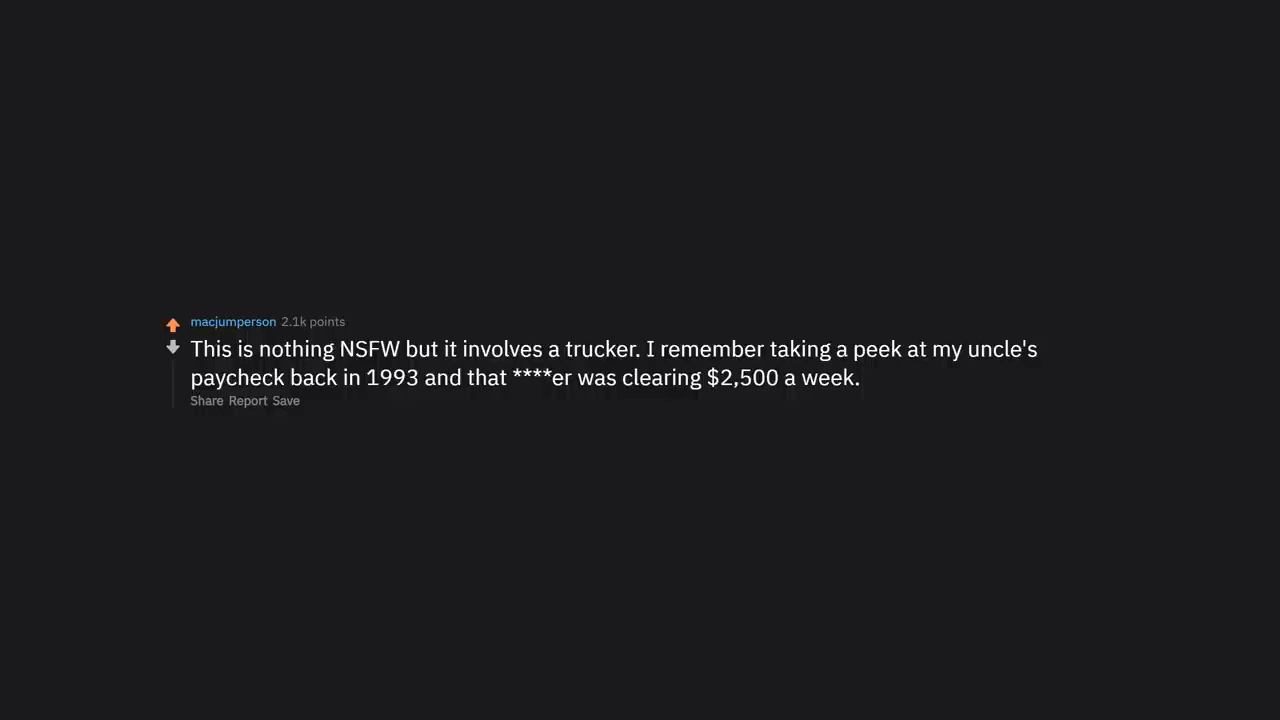 macjumperson 2.1k points
This is nothing NSFW but it involves a trucker. I remember taking a peek at my uncle's
paycheck back in 1993 and that ****er was clearing $2,500 a week.
Share Report Save